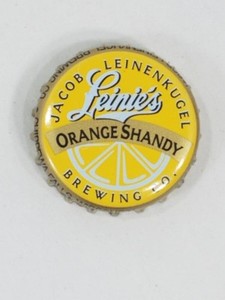 JACOB LEINENKUGEL
Leinie's
ORANGE SHANDY
BREWING CO.